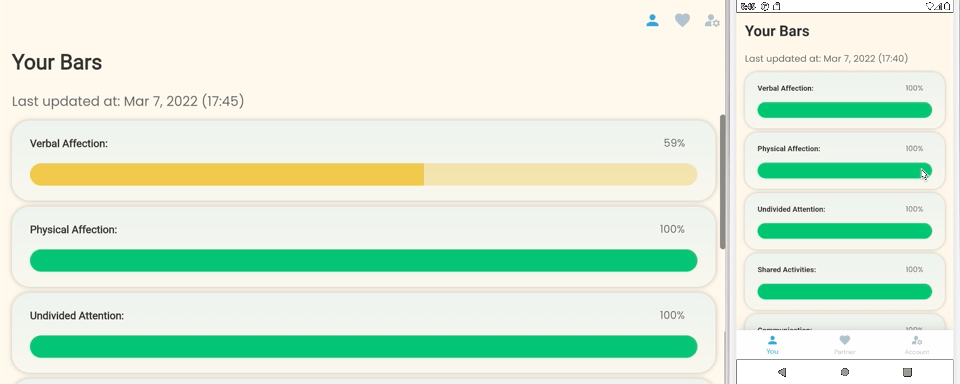 Your Bars
Last updated at: Mar 7, 2022 (17:45)
Verbal Affection:
59%
Physical Affection:
100%
Undivided Attention:
100%
Your Bars
Last updated at: Mar 7, 2022 (17:40)
Verbal Affection:
100%
Physical Affection:
100%
Undivided Attention:
100%
Shared Activities:
100%
Communication:
100%
You
Partner
Account